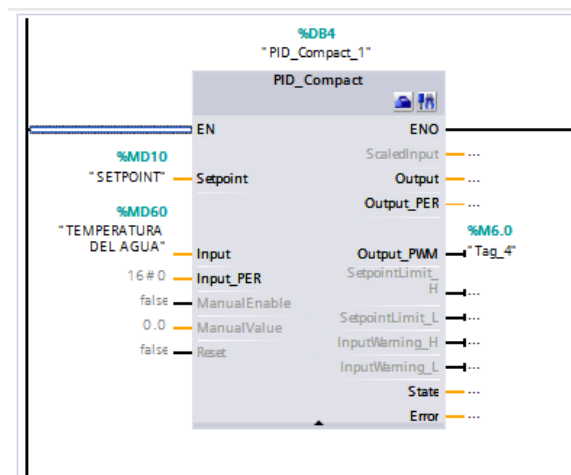 %DB4
"PID_Compact_1"
PID_Compact
EN ENO
ScaledInput ...
%MD10
"SETPOINT" Setpoint Output ...
Output_PER ...
%MD60
"TEMPERATURA
DEL AGUA" Input
%M6.0
Output_PWM "Tag_4"
16#0 Input_PER
SetpointLimit_
H ...
false ManualEnable
SetpointLimit_L ...
0.0 ManualValue
InputWarning_H ...
false Reset
InputWarning_L ...
State ...
Error ...